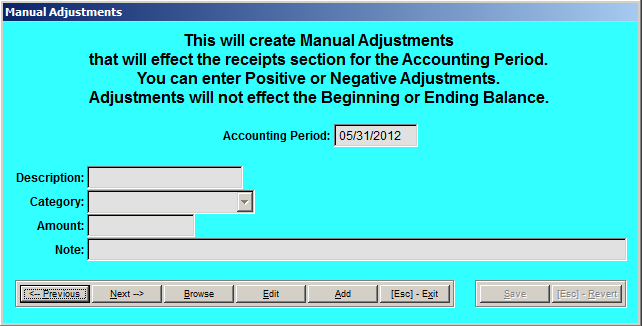 Manual Adjustments
This will create Manual Adjustments
that will effect the receipts section for the Accounting Period.
You can enter Positive or Negative Adjustments.
Adjustments will not effect the Beginning or Ending Balance.
Accounting Period: 05/31/2012
Description:
Category:
Amount:
Note:
<-- Previous Next --> Browse Edit Add [Esc] - Exit Save [Esc] - Revert